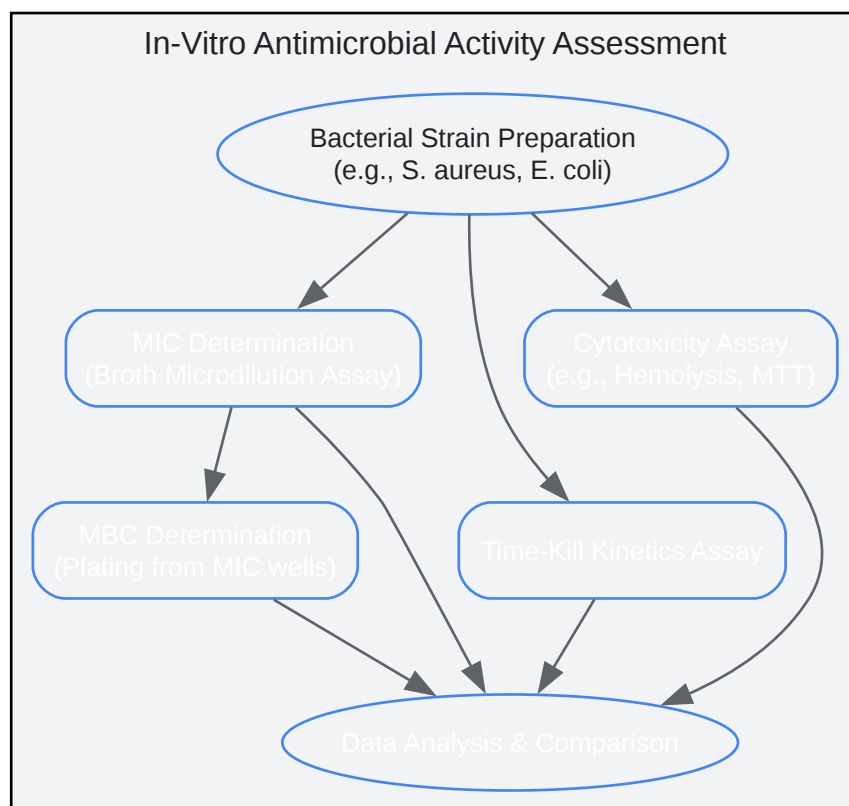 In-Vitro Antimicrobial Activity Assessment
Bacterial Strain Preparation
(e.g., S. aureus, E. coli)
MIC Determination
(Broth Microdilution Assay)
Cytotoxicity Assay
(e.g., Hemolysis, MTT)
MBC Determination
(Plating from MIC wells)
Time-Kill Kinetics Assay
Data Analysis & Comparison